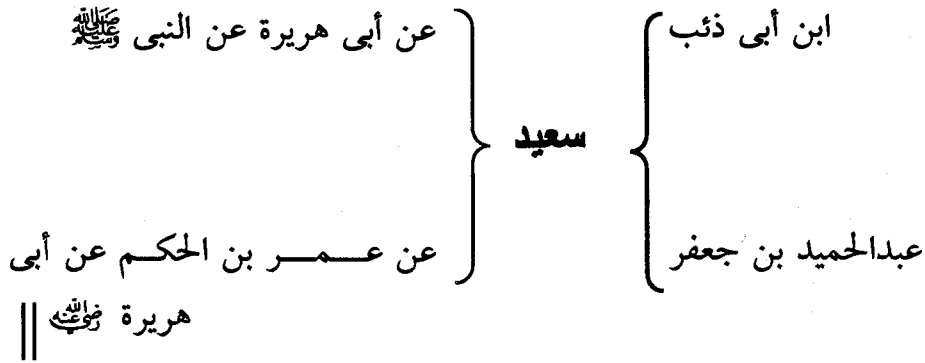 ابن أبى ذئب
عن أبى هريرة عن النبى ﷺ
سعيد
عبدالحميد بن جعفر
عن عمر بن الحكم عن أبى
هريرة رضي الله عنه